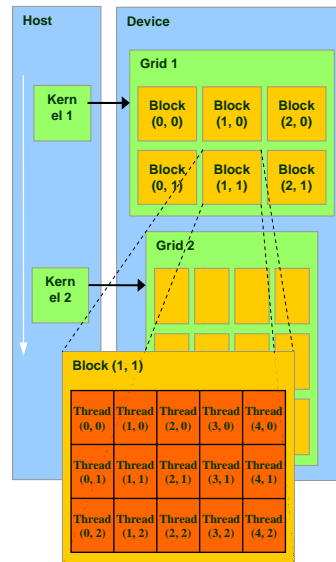 Host
Device
Grid 1
Kern
el 1
Block
(0, 0)
Block
(1, 0)
Block
(2, 0)
Block
(0, 1)
Block
(1, 1)
Block
(2, 1)
Grid 2
Kern
el 2
Block (1, 1)
Thread
(0, 0)
Thread
(1, 0)
Thread
(2, 0)
Thread
(3, 0)
Thread
(4, 0)
Thread
(0, 1)
Thread
(1, 1)
Thread
(2, 1)
Thread
(3, 1)
Thread
(4, 1)
Thread
(0, 2)
Thread
(1, 2)
Thread
(2, 2)
Thread
(3, 2)
Thread
(4, 2)